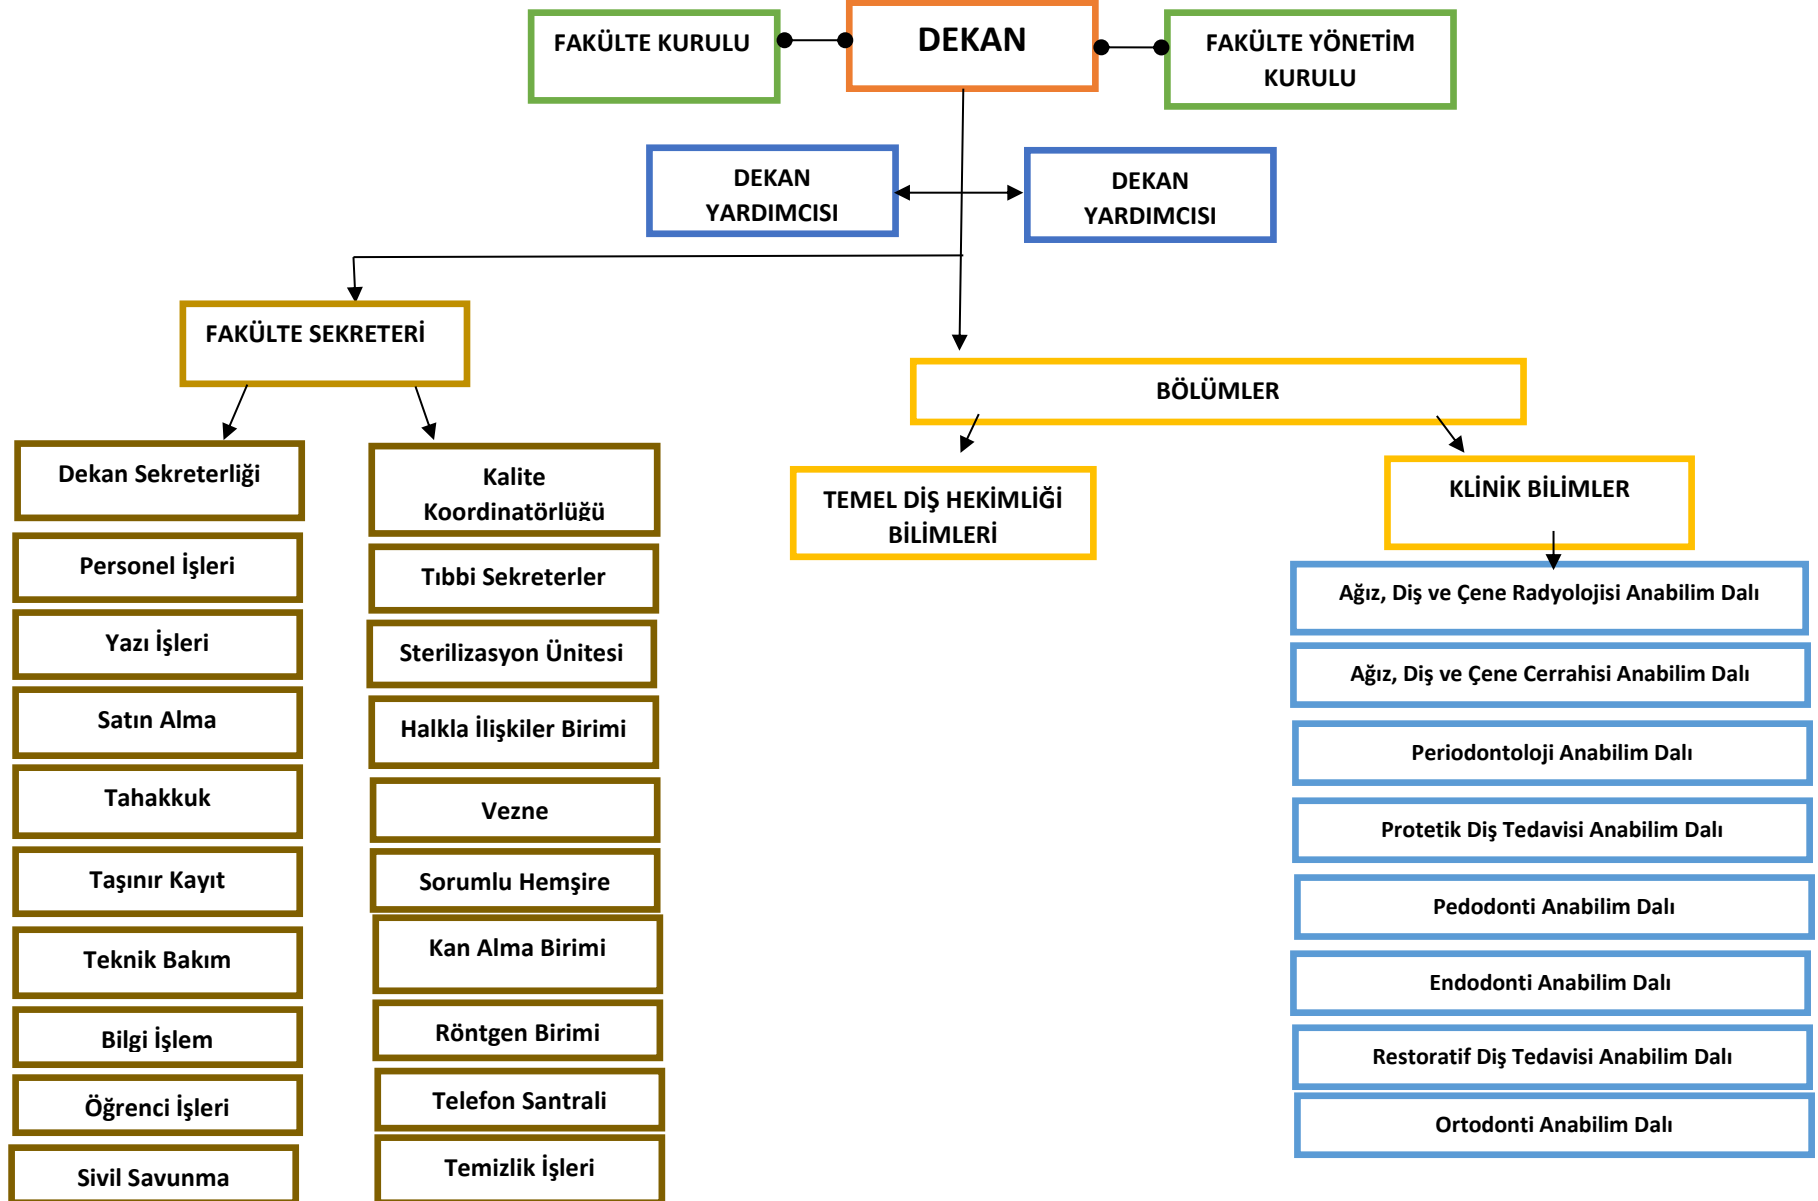 FAKÜLTE KURULU
DEKAN
FAKÜLTE YÖNETİM
KURULU
DEKAN
YARDIMCISI
DEKAN
YARDIMCISI
FAKÜLTE SEKRETERİ
BÖLÜMLER
Dekan Sekreterliği
Personel İşleri
Yazı İşleri
Satın Alma
Tahakkuk
Taşınır Kayıt
Teknik Bakım
Bilgi İşlem
Öğrenci İşleri
Sivil Savunma
Kalite
Koordinatörlüğü
Tıbbi Sekreterler
Sterilizasyon Ünitesi
Halkla İlişkiler Birimi
Vezne
Sorumlu Hemşire
Kan Alma Birimi
Röntgen Birimi
Telefon Santrali
Temizlik İşleri
TEMEL DİŞ HEKİMLİĞİ
BİLİMLERİ
KLİNİK BİLİMLER
Ağız, Diş ve Çene Radyolojisi Anabilim Dalı
Ağız, Diş ve Çene Cerrahisi Anabilim Dalı
Periodontoloji Anabilim Dalı
Protetik Diş Tedavisi Anabilim Dalı
Pedodonti Anabilim Dalı
Endodonti Anabilim Dalı
Restoratif Diş Tedavisi Anabilim Dalı
Ortodonti Anabilim Dalı